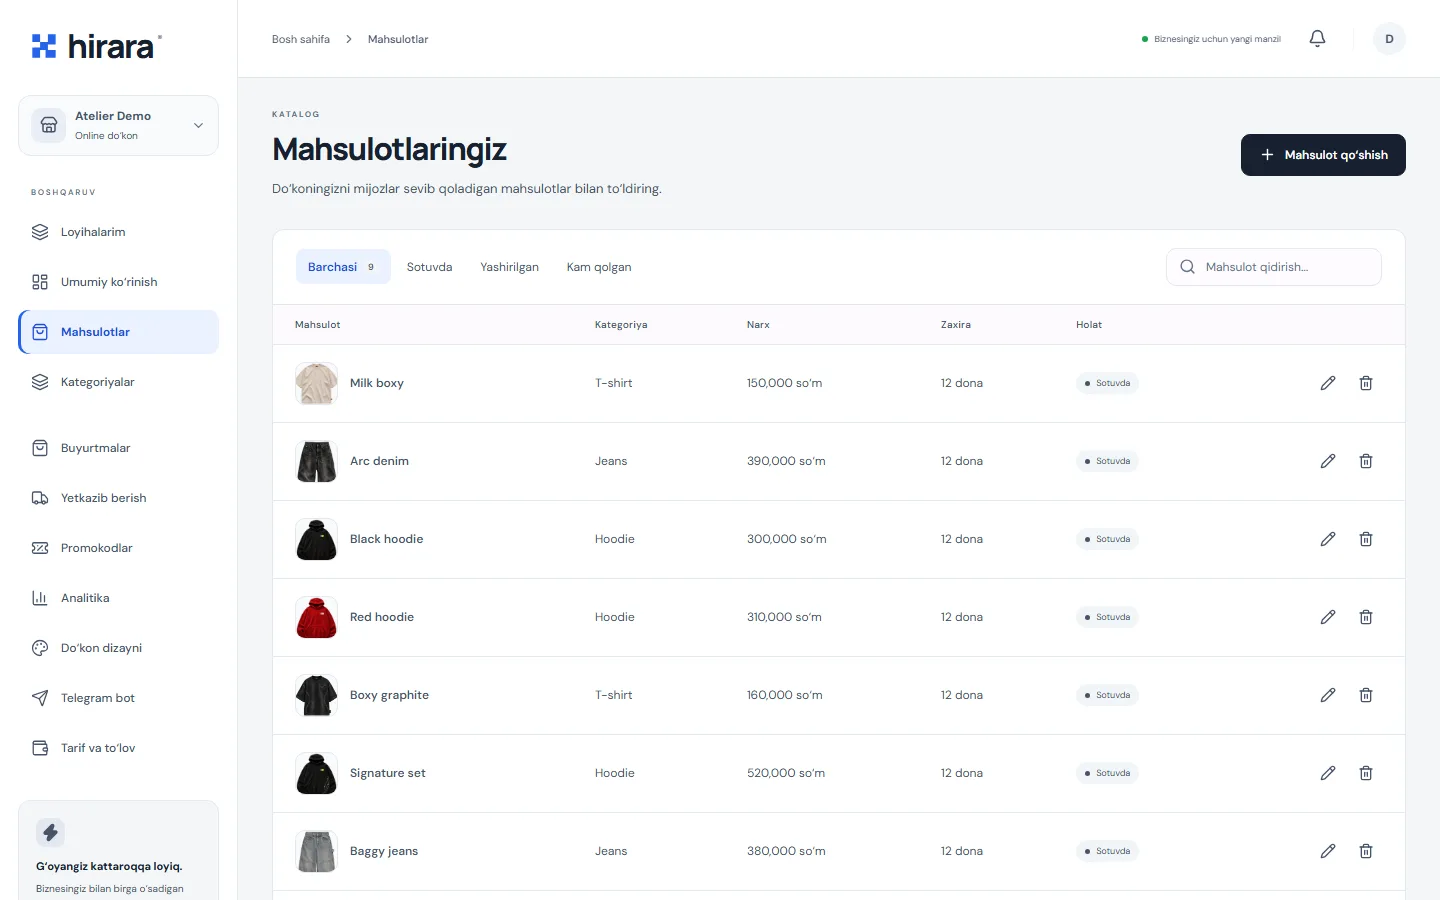 hirara
Bosh sahifa > Mahsulotlar
Biznesingiz uchun yangi manzil
D
Atelier Demo
Online do‘kon
BOSHQARUV
Loyihalarim
Umumiy ko‘rinish
Mahsulotlar
Kategoriyalar
Buyurtmalar
Yetkazib berish
Promokodlar
Analitika
Do‘kon dizayni
Telegram bot
Tarif va to‘lov
G‘oyangiz kattaroqqa loyiq.
Biznesingiz bilan birga o‘sadigan
KATALOG
Mahsulotlaringiz
Do‘koningizni mijozlar sevib qoladigan mahsulotlar bilan to‘ldiring.
Mahsulot qo‘shish
Barchasi 9 Sotuvda Yashirilgan Kam qolgan
Mahsulot qidirish...
Mahsulot Kategoriya Narx Zaxira Holat
Milk boxy T-shirt 150,000 so‘m 12 dona Sotuvda
Arc denim Jeans 390,000 so‘m 12 dona Sotuvda
Black hoodie Hoodie 300,000 so‘m 12 dona Sotuvda
Red hoodie Hoodie 310,000 so‘m 12 dona Sotuvda
Boxy graphite T-shirt 160,000 so‘m 12 dona Sotuvda
Signature set Hoodie 520,000 so‘m 12 dona Sotuvda
Baggy jeans Jeans 380,000 so‘m 12 dona Sotuvda